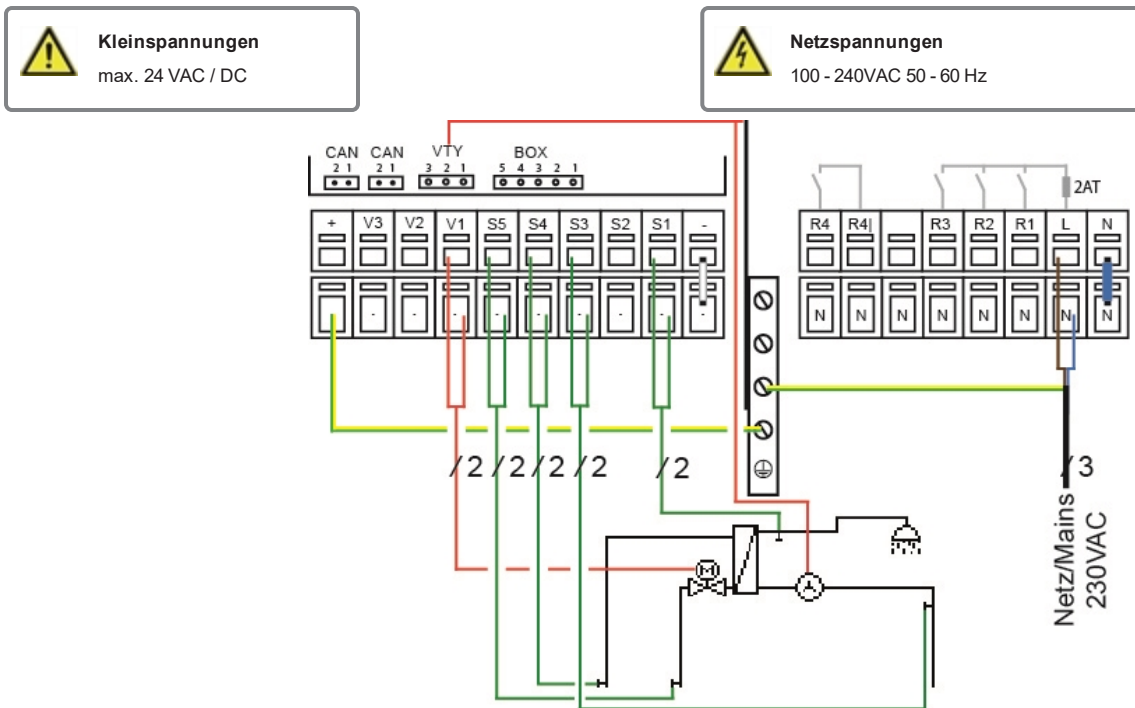 Kleinspannungen
max. 24 VAC / DC
Netzspannungen
100 - 240VAC 50 - 60 Hz
CAN CAN VTY BOX
2 1 2 1 3 2 1 5 4 3 2 1
2AT
+ V3 V2 V1 S5 S4 S3 S2 S1 -
R4 R4| R3 R2 R1 L N
- - - - - - - - -
N N N N N N N N
/2 /2 /2 /2 /2
/3
Netz/Mains
230VAC
M